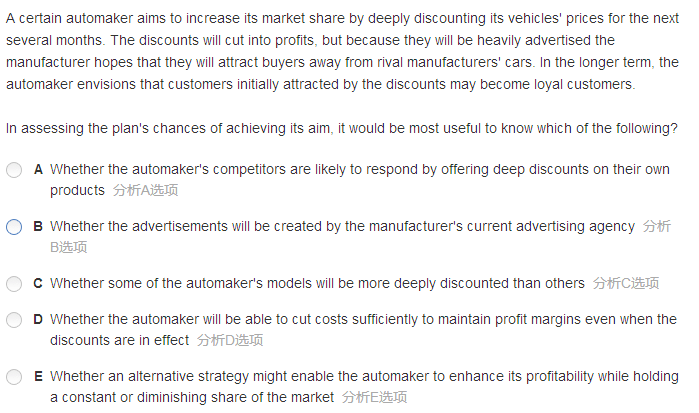 A certain automaker aims to increase its market share by deeply discounting its vehicles' prices for the next
several months. The discounts will cut into profits, but because they will be heavily advertised the
manufacturer hopes that they will attract buyers away from rival manufacturers' cars. In the longer term, the
automaker envisions that customers initially attracted by the discounts may become loyal customers.
In assessing the plan's chances of achieving its aim, it would be most useful to know which of the following?
A Whether the automaker's competitors are likely to respond by offering deep discounts on their own
products 分析A选项
B Whether the advertisements will be created by the manufacturer's current advertising agency 分析
B选项
C Whether some of the automaker's models will be more deeply discounted than others 分析C选项
D Whether the automaker will be able to cut costs sufficiently to maintain profit margins even when the
discounts are in effect 分析D选项
E Whether an alternative strategy might enable the automaker to enhance its profitability while holding
a constant or diminishing share of the market 分析E选项